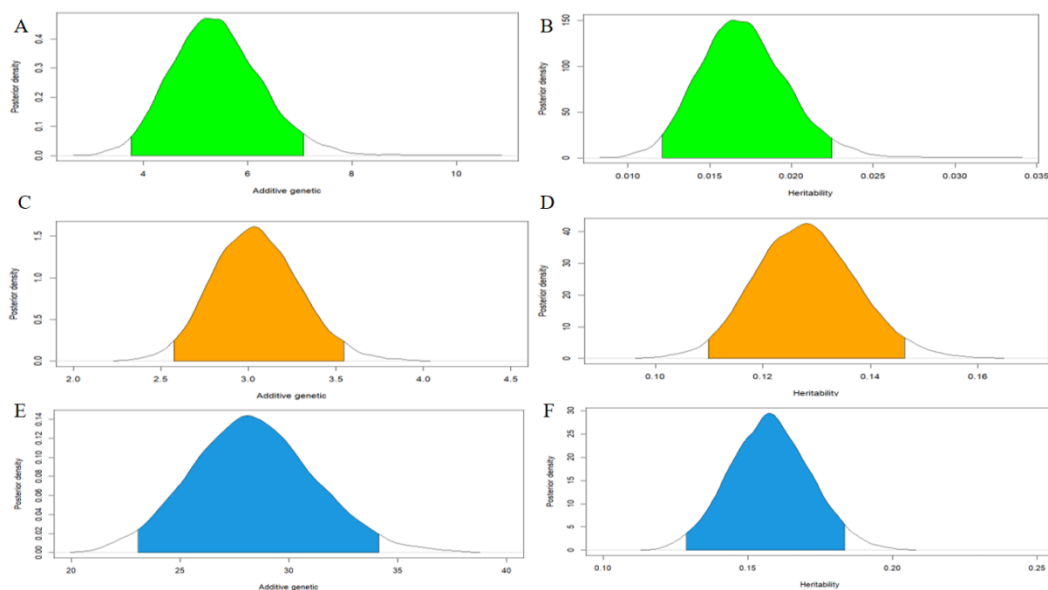 A
Posterior density
0.0 0.1 0.2 0.3 0.4
4 6 8 10
Additive genetic
B
Posterior density
0 50 100 150
0.010 0.015 0.020 0.025 0.030 0.035
Heritability
C
Posterior density
0.0 0.5 1.0 1.5
2.0 2.5 3.0 3.5 4.0 4.5
Additive genetic
D
Posterior density
0 10 20 30 40
0.10 0.12 0.14 0.16
Heritability
E
Posterior density
0.00 0.02 0.04 0.06 0.08 0.10 0.12 0.14
20 25 30 35 40
Additive genetic
F
Posterior density
0 5 10 15 20 25 30
0.10 0.15 0.20 0.25
Heritability